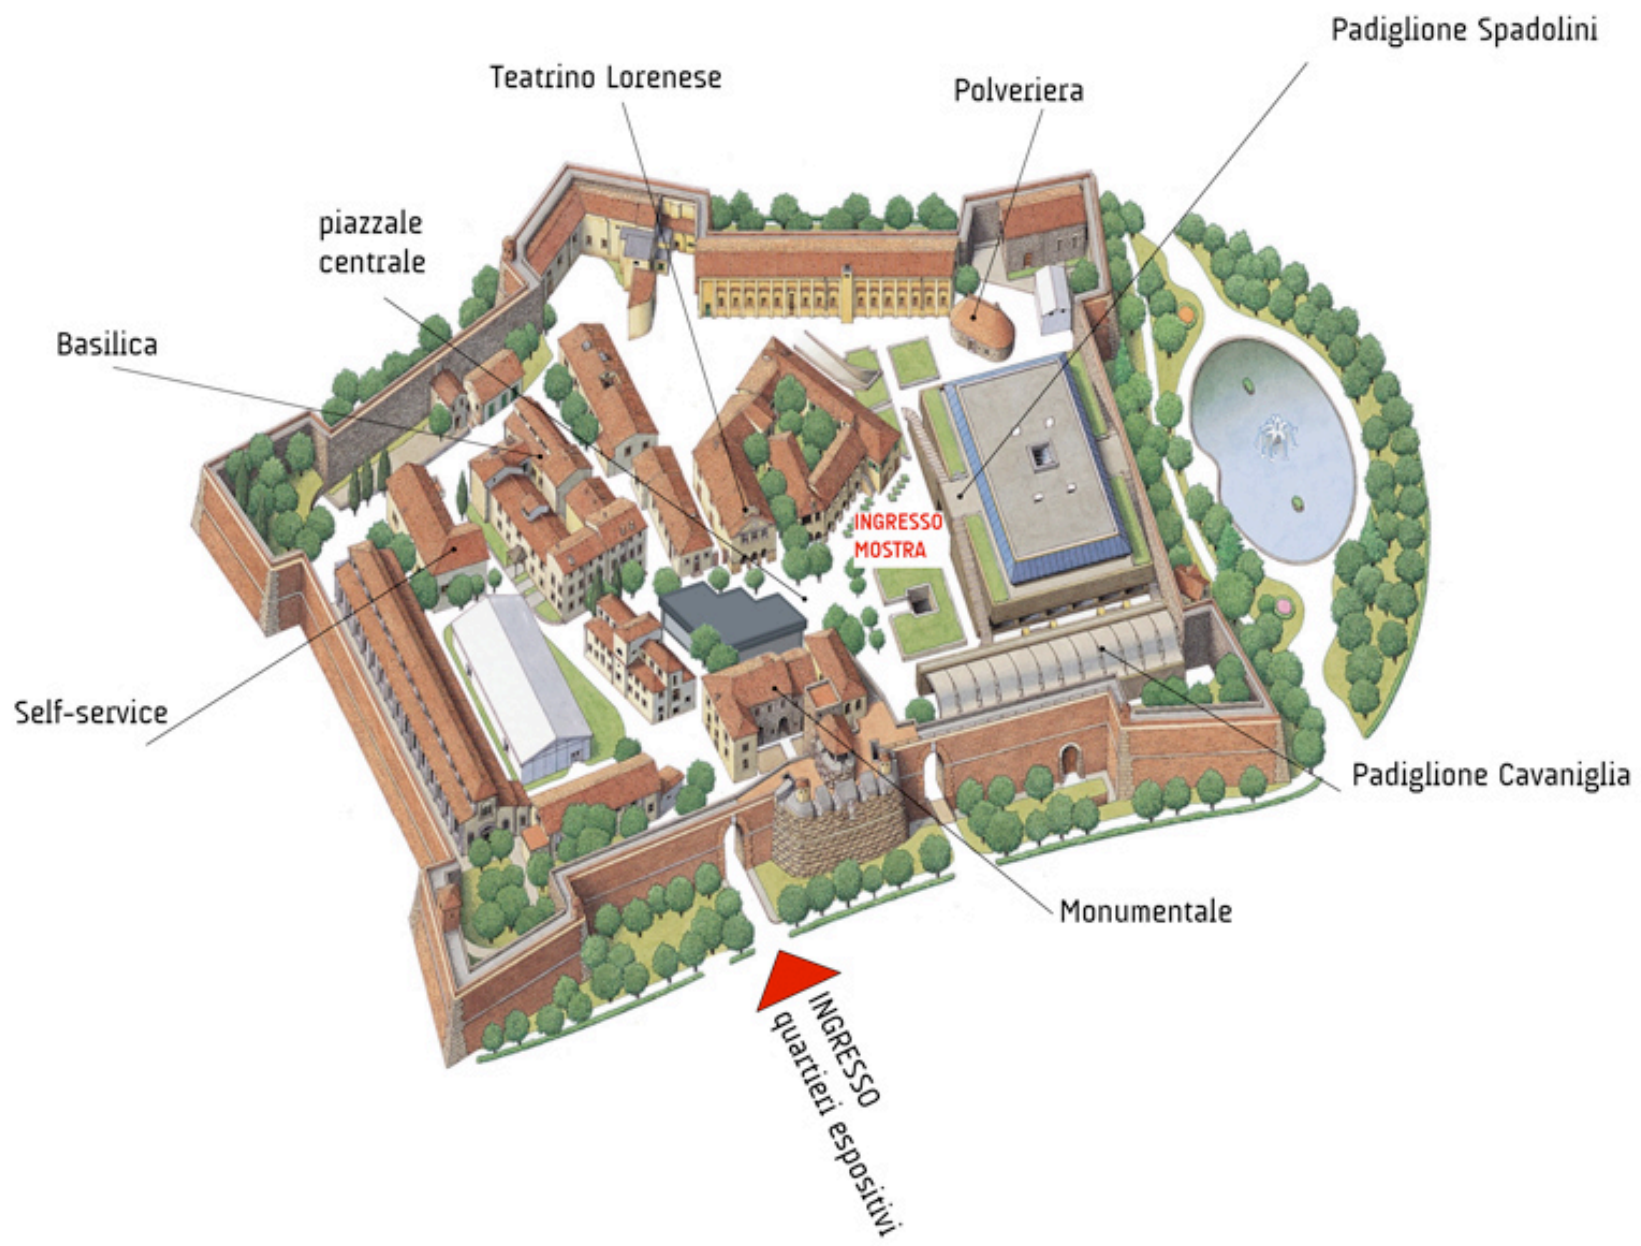 Padiglione Spadolini
Teatrino Lorenese
Polveriera
piazzale
centrale
Basilica
INGRESSO
MOSTRA
Self-service
Padiglione Cavaniglia
Monumentale
INGRESSO
quartieri espositivi